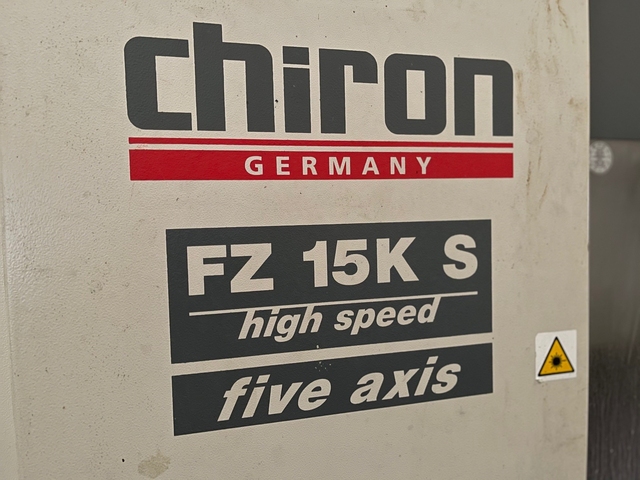 chiron
GERMANY
FZ 15K S
high speed
five axis